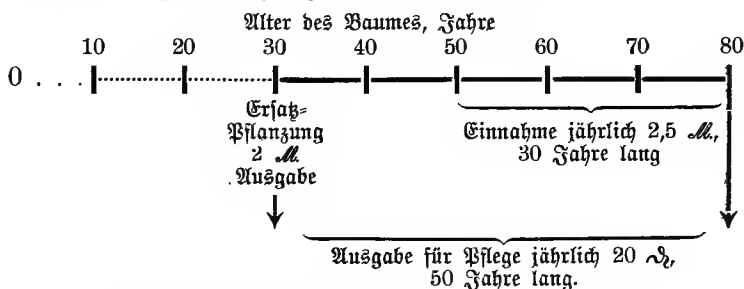 Alter des Baumes, Jahre
10 20 30 40 50 60 70 80
0 . . .
Ersatz=
Pflanzung
2 ℳ.
Ausgabe
Einnahme jährlich 2,5 ℳ.,
30 Jahre lang
Ausgabe für Pflege jährlich 20 ₰,
50 Jahre lang.